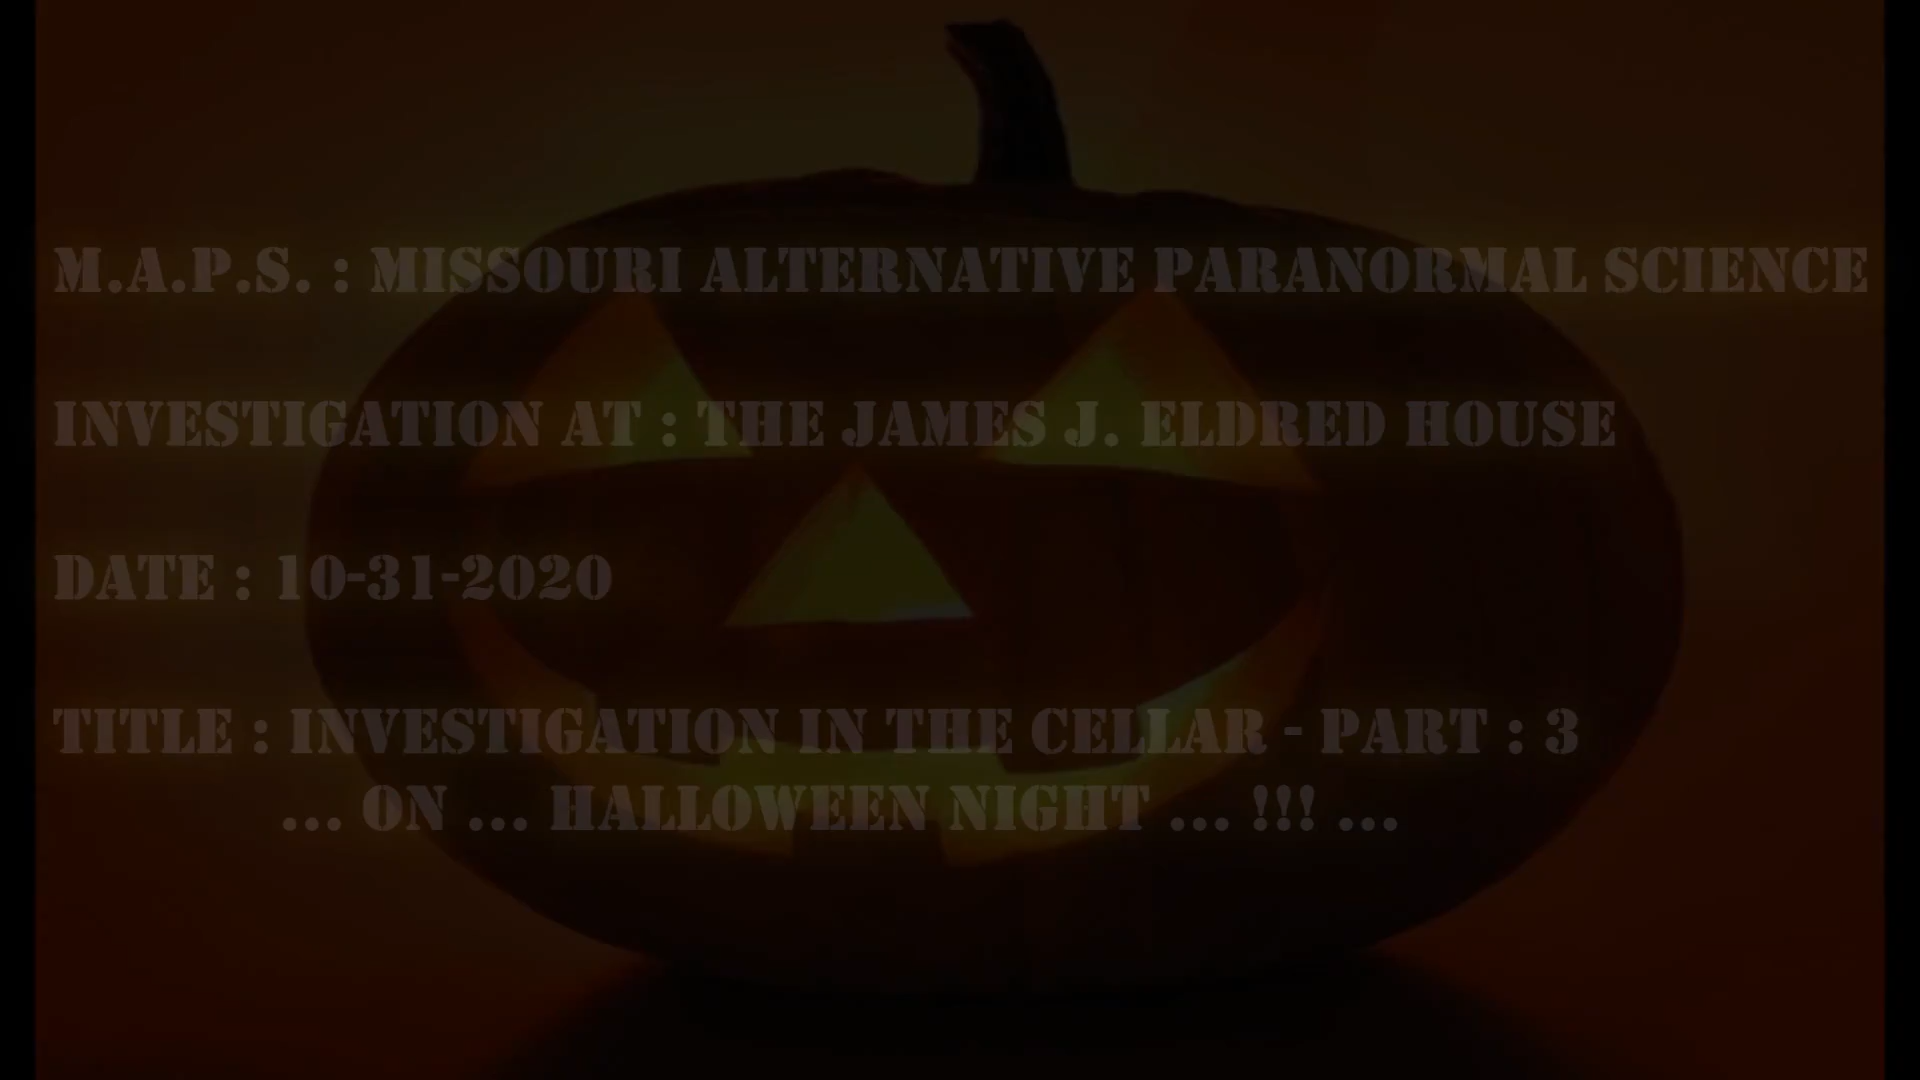 M.A.P.S. : MISSOURI ALTERNATIVE PARANORMAL SCIENCE
INVESTIGATION AT : THE JAMES J. ELDRED HOUSE
DATE : 10-31-2020
TITLE : INVESTIGATION IN THE CELLAR - PART : 3
... ON ... HALLOWEEN NIGHT ... !!! ...